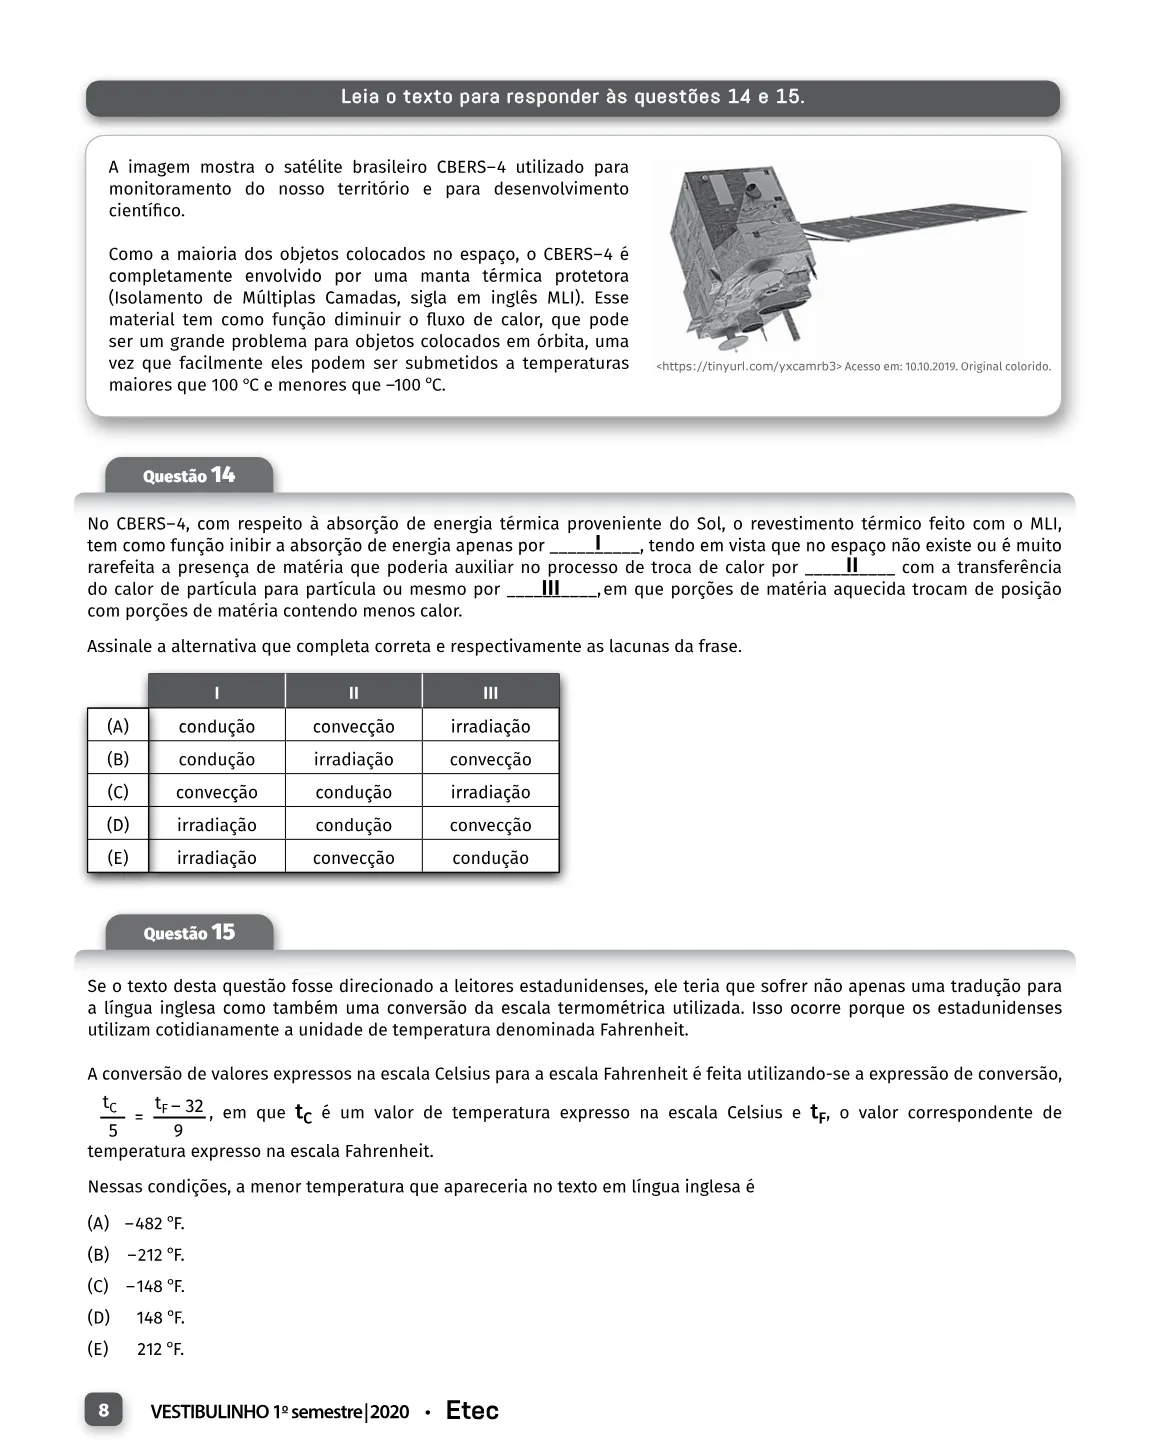 Leia o texto para responder às questões 14 e 15.
A imagem mostra o satélite brasileiro CBERS–4 utilizado para
monitoramento do nosso território e para desenvolvimento
científico.
Como a maioria dos objetos colocados no espaço, o CBERS–4 é
completamente envolvido por uma manta térmica protetora
(Isolamento de Múltiplas Camadas, sigla em inglês MLI). Esse
material tem como função diminuir o fluxo de calor, que pode
ser um grande problema para objetos colocados em órbita, uma
vez que facilmente eles podem ser submetidos a temperaturas
maiores que 100 ºC e menores que –100 ºC.
<https://tinyurl.com/yxcamrb3> Acesso em: 10.10.2019. Original colorido.
Questão 14
No CBERS–4, com respeito à absorção de energia térmica proveniente do Sol, o revestimento térmico feito com o MLI,
tem como função inibir a absorção de energia apenas por _____I____, tendo em vista que no espaço não existe ou é muito
rarefeita a presença de matéria que poderia auxiliar no processo de troca de calor por ____II____ com a transferência
do calor de partícula para partícula ou mesmo por ____III____, em que porções de matéria aquecida trocam de posição
com porções de matéria contendo menos calor.
Assinale a alternativa que completa correta e respectivamente as lacunas da frase.
I II III
(A) condução convecção irradiação
(B) condução irradiação convecção
(C) convecção condução irradiação
(D) irradiação condução convecção
(E) irradiação convecção condução
Questão 15
Se o texto desta questão fosse direcionado a leitores estadunidenses, ele teria que sofrer não apenas uma tradução para
a língua inglesa como também uma conversão da escala termométrica utilizada. Isso ocorre porque os estadunidenses
utilizam cotidianamente a unidade de temperatura denominada Fahrenheit.
A conversão de valores expressos na escala Celsius para a escala Fahrenheit é feita utilizando-se a expressão de conversão,
tC/5 = (tF – 32)/9, em que tC é um valor de temperatura expresso na escala Celsius e tF, o valor correspondente de
temperatura expresso na escala Fahrenheit.
Nessas condições, a menor temperatura que apareceria no texto em língua inglesa é
(A) –482 ºF.
(B) –212 ºF.
(C) –148 ºF.
(D) 148 ºF.
(E) 212 ºF.
8 VESTIBULINHO 1º semestre|2020 • Etec